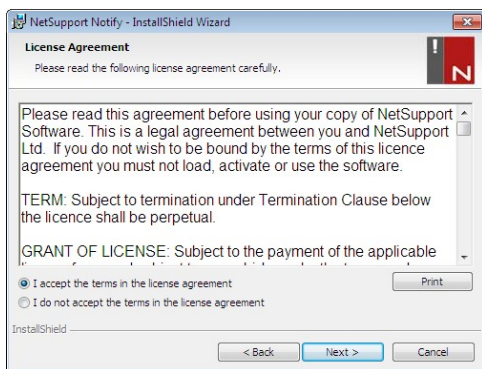 NetSupport Notify - InstallShield Wizard
License Agreement
Please read the following license agreement carefully.
! N
Please read this agreement before using your copy of NetSupport
Software. This is a legal agreement between you and NetSupport
Ltd. If you do not wish to be bound by the terms of this licence
agreement you must not load, activate or use the software.
TERM: Subject to termination under Termination Clause below
the licence shall be perpetual.
GRANT OF LICENSE: Subject to the payment of the applicable
I accept the terms in the license agreement
Print
I do not accept the terms in the license agreement
InstallShield
< Back Next > Cancel